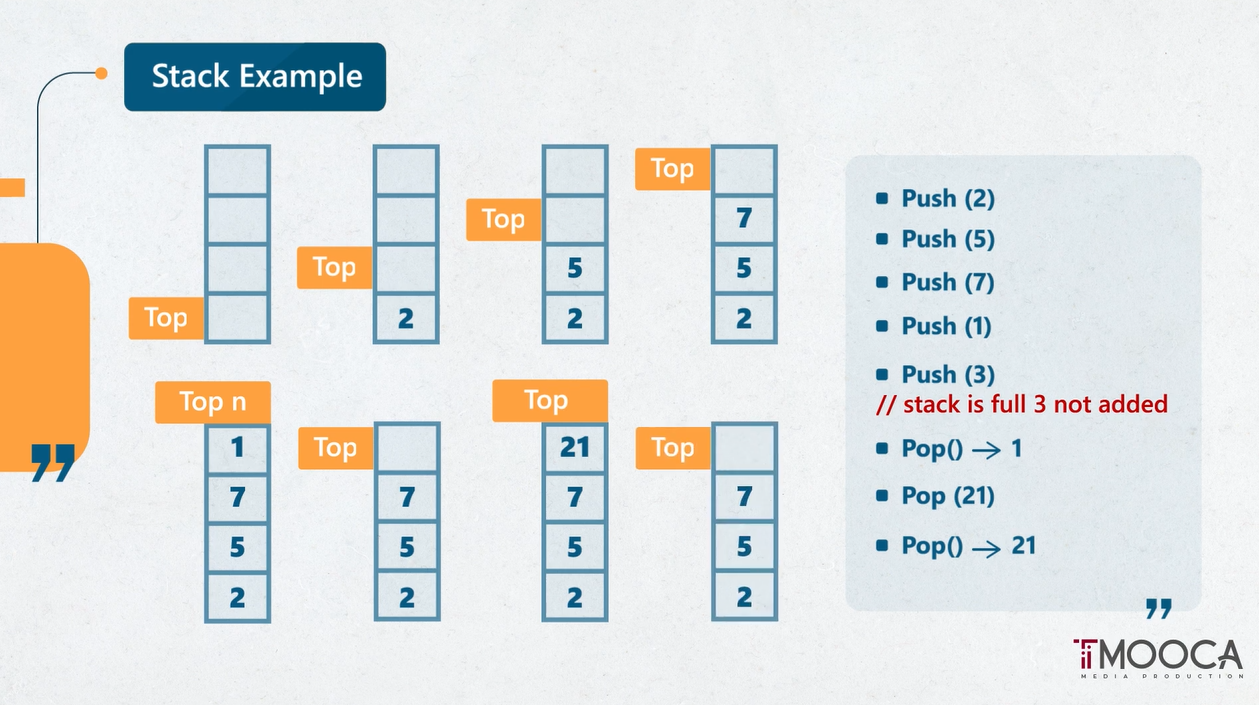 Stack Example
Top
Top
2
Top
5
2
Top
7
5
2
Top n
1
7
5
2
Top
7
5
2
Top
21
7
5
2
Top
7
5
2
Push (2)
Push (5)
Push (7)
Push (1)
Push (3)
// stack is full 3 not added
Pop() → 1
Pop (21)
Pop() → 21
”
”
TiMOOCA
MEDIA PRODUCTION